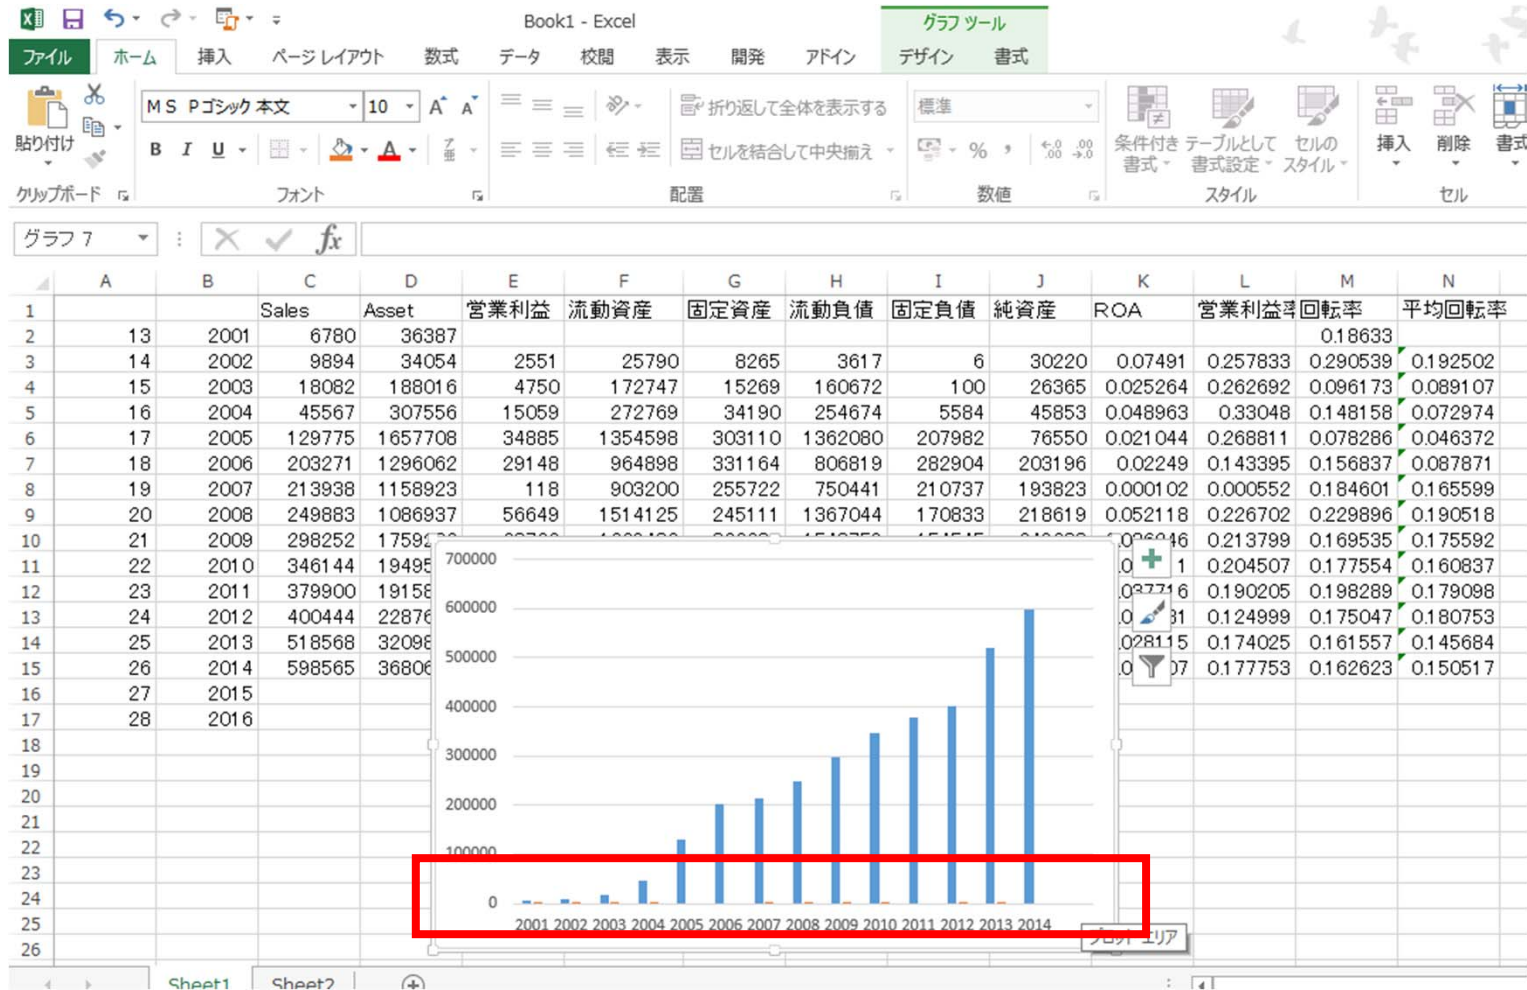 Book1 - Excel
グラフ ツール
ファイル ホーム 挿入 ページ レイアウト 数式 データ 校閲 表示 開発 アドイン デザイン 書式
貼り付け
ＭＳ Ｐゴシック 本文 10 A A
B I U A
折り返して全体を表示する
セルを結合して中央揃え
標準
% ,
条件付き書式
テーブルとして書式設定
セルのスタイル
挿入 削除 書式
クリップボード フォント 配置 数値 スタイル セル
グラフ 7 fx
A B C D E F G H I J K L M N
1 Sales Asset 営業利益 流動資産 固定資産 流動負債 固定負債 純資産 ROA 営業利益率 回転率 平均回転率
2 13 2001 6780 36387 0.18633
3 14 2002 9894 34054 2551 25790 8265 3617 6 30220 0.07491 0.257833 0.290539 0.192502
4 15 2003 18082 188016 4750 172747 15269 160672 100 26365 0.025264 0.262692 0.096173 0.089107
5 16 2004 45567 307556 15059 272769 34190 254674 5584 45853 0.048963 0.33048 0.148158 0.072974
6 17 2005 129775 1657708 34885 1354598 303110 1362080 207982 76550 0.021044 0.268811 0.078286 0.046372
7 18 2006 203271 1296062 29148 964898 331164 806819 282904 203196 0.02249 0.143395 0.156837 0.087871
8 19 2007 213938 1158923 118 903200 255722 750441 210737 193823 0.000102 0.000552 0.184601 0.165599
9 20 2008 249883 1086937 56649 1514125 245111 1367044 170833 218619 0.052118 0.226702 0.229896 0.190518
10 21 2009 298252 0.213799 0.169535 0.175592
11 22 2010 346144 0.204507 0.177554 0.160837
12 23 2011 379900 0.190205 0.198289 0.179098
13 24 2012 400444 0.124999 0.175047 0.180753
14 25 2013 518568 0.174025 0.161557 0.145684
15 26 2014 598565 0.177753 0.162623 0.150517
16 27 2015
17 28 2016
18
19
20
21
22
23
24
25
26
700000
600000
500000
400000
300000
200000
100000
0
2001 2002 2003 2004 2005 2006 2007 2008 2009 2010 2011 2012 2013 2014
プロット エリア
Sheet1 Sheet2